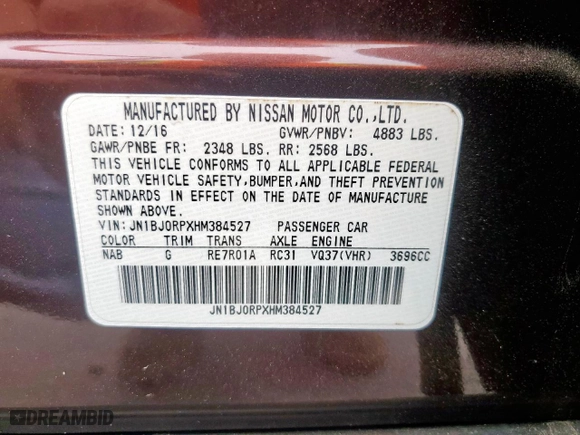 MANUFACTURED BY NISSAN MOTOR CO.,LTD.
DATE: 12/16 GVWR/PNBV: 4883 LBS.
GAWR/PNBE FR: 2348 LBS. RR: 2568 LBS.
THIS VEHICLE CONFORMS TO ALL APPLICABLE FEDERAL
MOTOR VEHICLE SAFETY,BUMPER,AND THEFT PREVENTION
STANDARDS IN EFFECT ON THE DATE OF MANUFACTURE
SHOWN ABOVE.
VIN: JN1BJ0RPXHM384527 PASSENGER CAR
COLOR TRIM TRANS AXLE ENGINE
NAB G RE7R01A RC31 VQ37(VHR) 3696CC
JN1BJ0RPXHM384527
DREAMBID